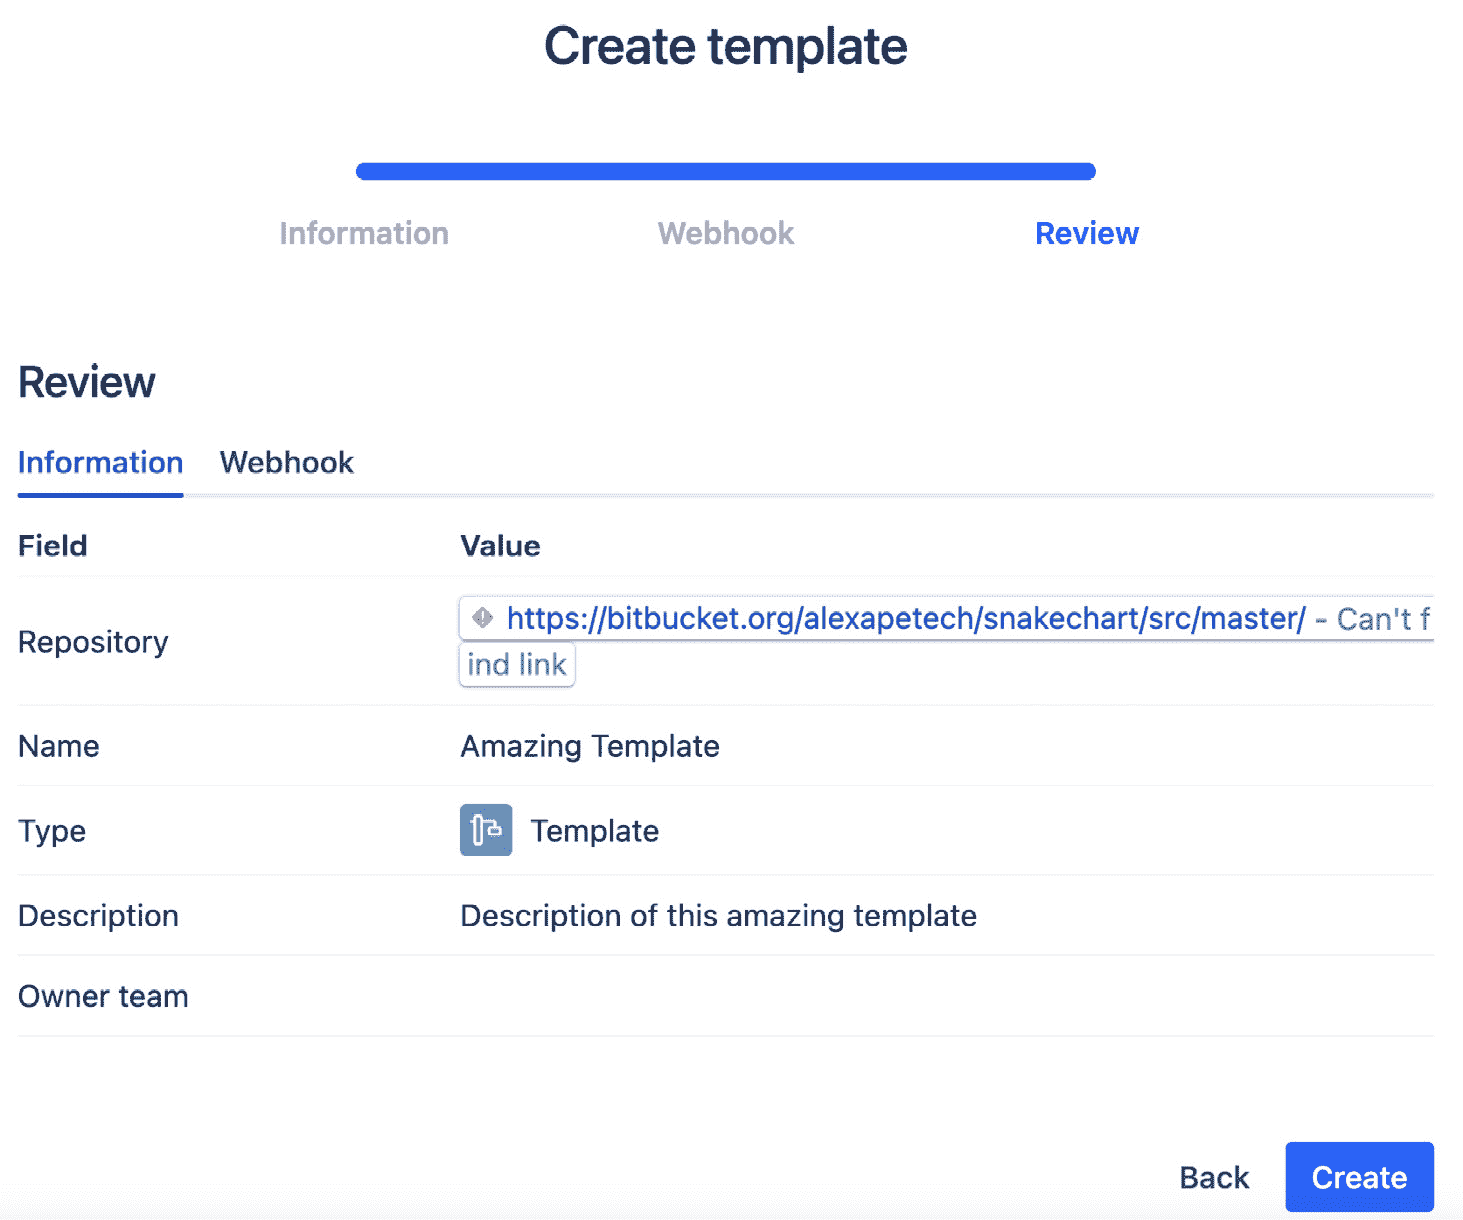 Create template
Information Webhook Review
Review
Information Webhook
Field Value
Repository https://bitbucket.org/alexapetech/snakechart/src/master/ - Can't f
ind link
Name Amazing Template
Type Template
Description Description of this amazing template
Owner team
Back Create